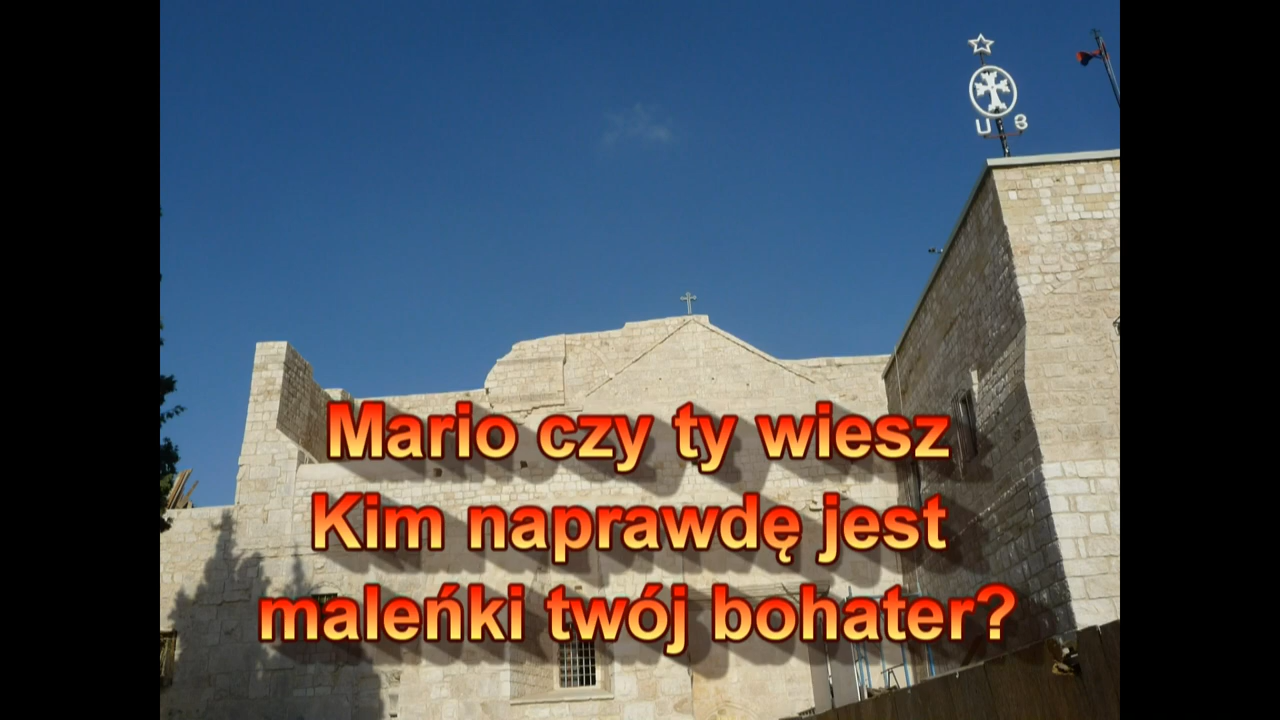 U З
Mario czy ty wiesz
Kim naprawdę jest
maleńki twój bohater?